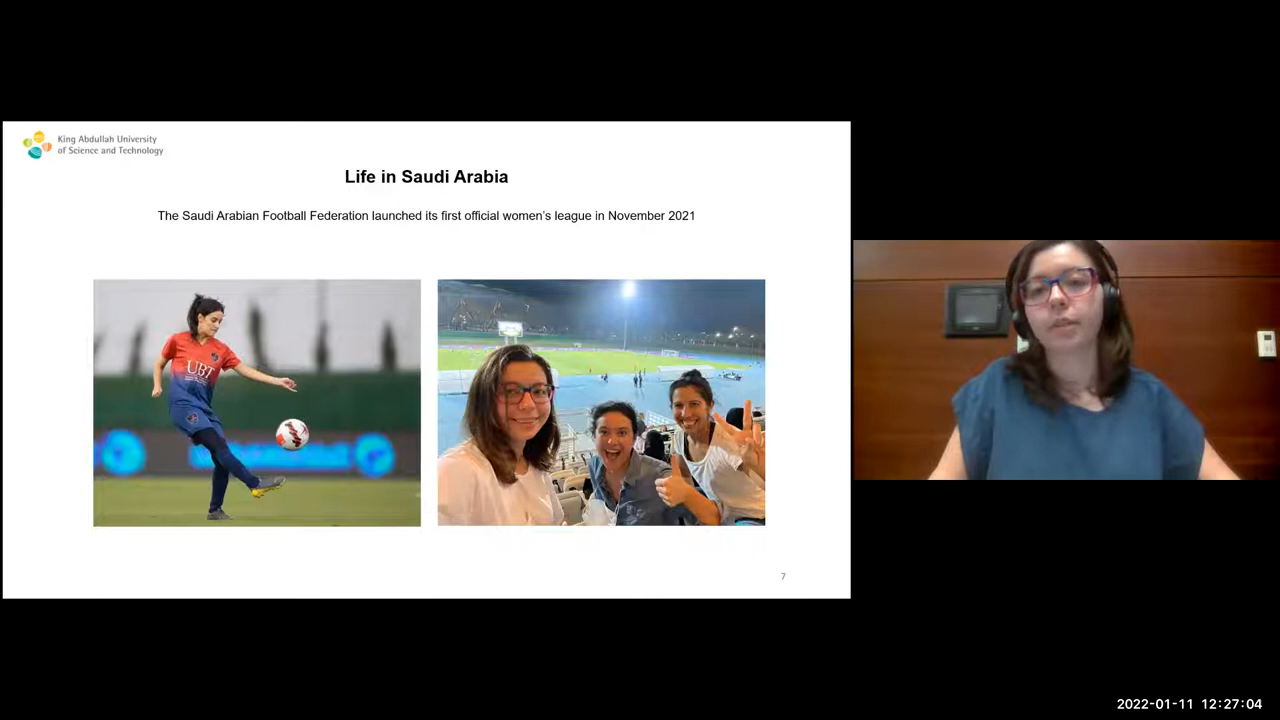 King Abdullah University
of Science and Technology
Life in Saudi Arabia
The Saudi Arabian Football Federation launched its first official women's league in November 2021
UBT
7
2022-01-11 12:27:04